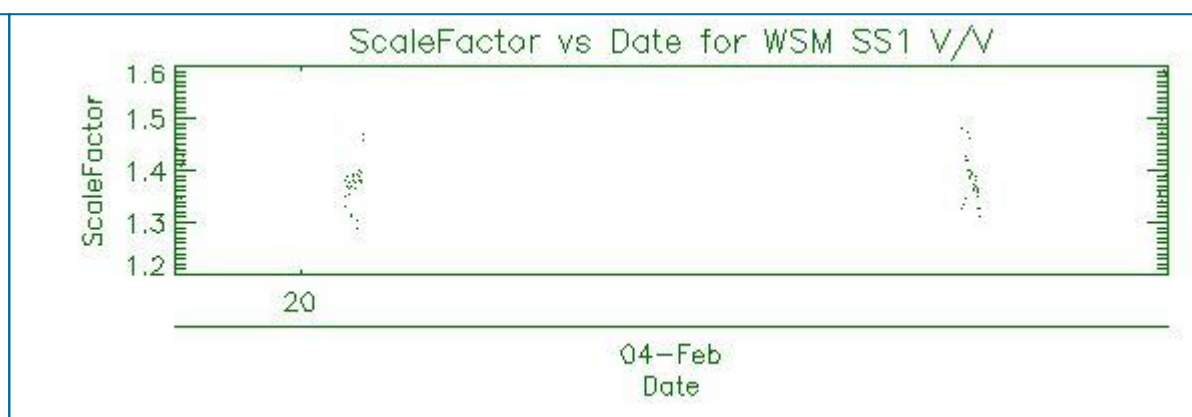 ScaleFactor vs Date for WSM SS1 V/V
ScaleFactor
1.6
1.5
1.4
1.3
1.2
20
04-Feb
Date